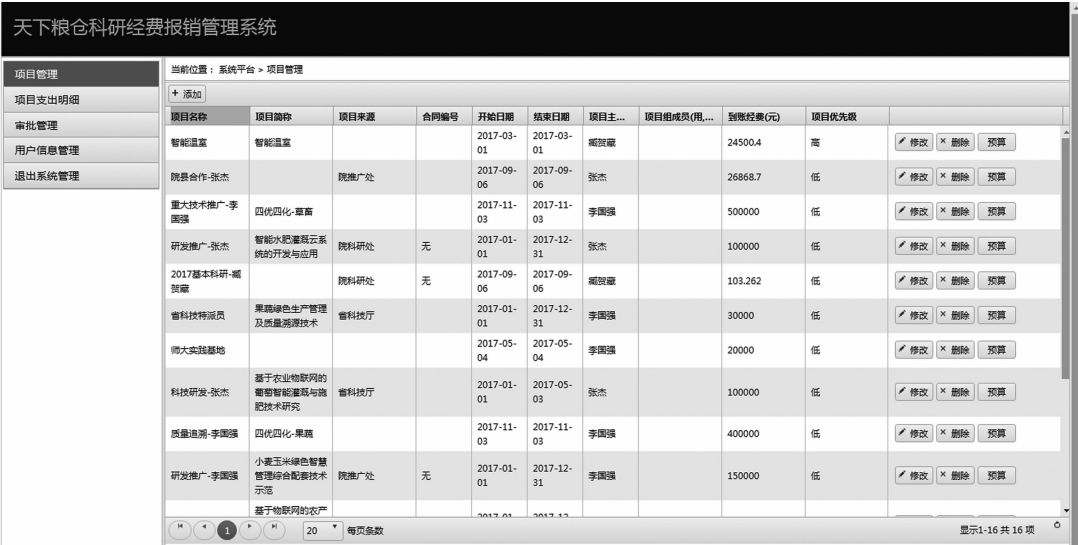 天下粮仓科研经费报销管理系统
项目管理
项目支出明细
审批管理
用户信息管理
退出系统管理
当前位置： 系统平台 > 项目管理
+ 添加
项目名称 项目简称 项目来源 合同编号 开始日期 结束日期 项目主... 项目组成员(用,... 到账经费(元) 项目优先级
智能温室 智能温室 2017-03-01 2017-03-01 臧贺藏 24500.4 高 修改 × 删除 预算
院县合作-张杰 院推广处 2017-09-06 2017-09-06 张杰 26868.7 低 修改 × 删除 预算
重大技术推广-李国强 四优四化-草畜 2017-11-03 2017-11-03 李国强 500000 低 修改 × 删除 预算
研发推广-张杰 智能水肥灌溉云系统的开发与应用 院科研处 无 2017-01-01 2017-12-31 张杰 100000 低 修改 × 删除 预算
2017基本科研-臧贺藏 院科研处 无 2017-09-06 2017-09-06 臧贺藏 103.262 低 修改 × 删除 预算
省科技特派员 果蔬绿色生产管理及质量溯源技术 省科技厅 2017-01-01 2017-12-31 李国强 30000 低 修改 × 删除 预算
师大实践基地 2017-05-04 2017-05-04 李国强 20000 低 修改 × 删除 预算
科技研发-张杰 基于农业物联网的葡萄智能灌溉与施肥技术研究 省科技厅 2017-01-01 2017-05-03 张杰 100000 低 修改 × 删除 预算
质量追溯-李国强 四优四化-果蔬 2017-11-03 2017-11-03 李国强 400000 低 修改 × 删除 预算
研发推广-李国强 小麦玉米绿色智慧管理综合配套技术示范 院推广处 无 2017-01-01 2017-12-31 李国强 150000 低 修改 × 删除 预算
基于物联网的农产
1 20 每页条数 显示1-16 共 16 项